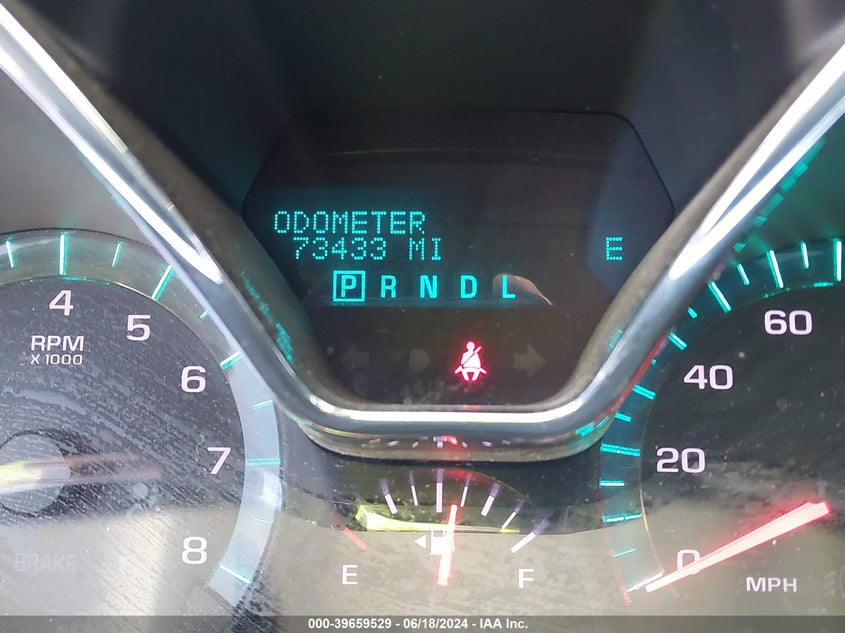 ODOMETER
73433 MI
E
P R N D L
4
5
6
7
8
RPM
X 1000
60
40
20
0
MPH
E
F
BRAKE
000-39659529 - 06/18/2024 - IAA Inc.